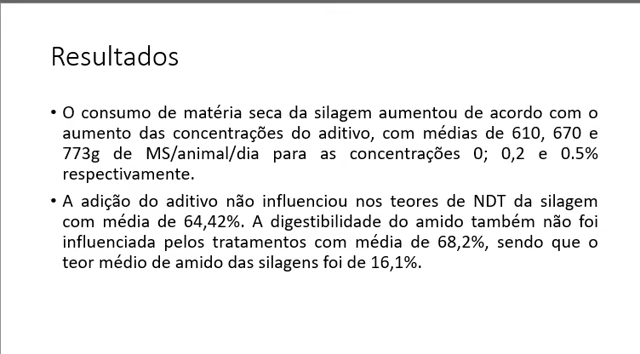 Resultados
• O consumo de matéria seca da silagem aumentou de acordo com o
aumento das concentrações do aditivo, com médias de 610, 670 e
773g de MS/animal/dia para as concentrações 0; 0,2 e 0.5%
respectivamente.
• A adição do aditivo não influenciou nos teores de NDT da silagem
com média de 64,42%. A digestibilidade do amido também não foi
influenciada pelos tratamentos com média de 68,2%, sendo que o
teor médio de amido das silagens foi de 16,1%.